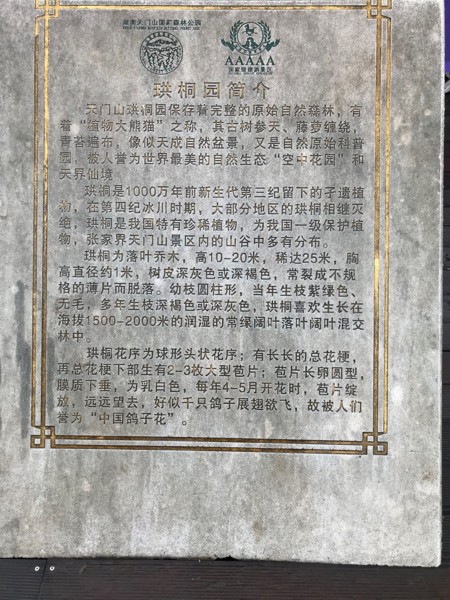 湖南天门山国家森林公园
AAAAA
国家级旅游景区
珙桐园简介
天门山珙桐园保存着完整的原始自然森林，有
着“植物大熊猫”之称，其古树参天、藤萝缠绕，
青苔遍布，像似天成自然盆景，又是自然原始科普
园，被人誉为世界最美的自然生态“空中花园”和
天界仙境
珙桐是1000万年前新生代第三纪留下的孑遗植
物，在第四纪冰川时期，大部分地区的珙桐相继灭
绝，珙桐是我国特有珍稀植物，为我国一级保护植
物，张家界天门山景区内的山谷中多有分布。
珙桐为落叶乔木，高10-20米，稀达25米，胸
高直径约1米，树皮深灰色或深褐色，常裂成不规
格的薄片而脱落。幼枝圆柱形，当年生枝紫绿色、
无毛，多年生枝深褐色或深灰色，珙桐喜欢生长在
海拔1500-2000米的润湿的常缘阔叶落叶阔叶混交
林中。
珙桐花序为球形头状花序；有长长的总花梗，
再总花梗下部生有2-3枚大型苞片；苞片长卵圆型，
膜质下垂，为乳白色，每年4-5月开花时，苞片绽
放，远远望去，好似千只鸽子展翅欲飞，故被人们
誉为“中国鸽子花”。